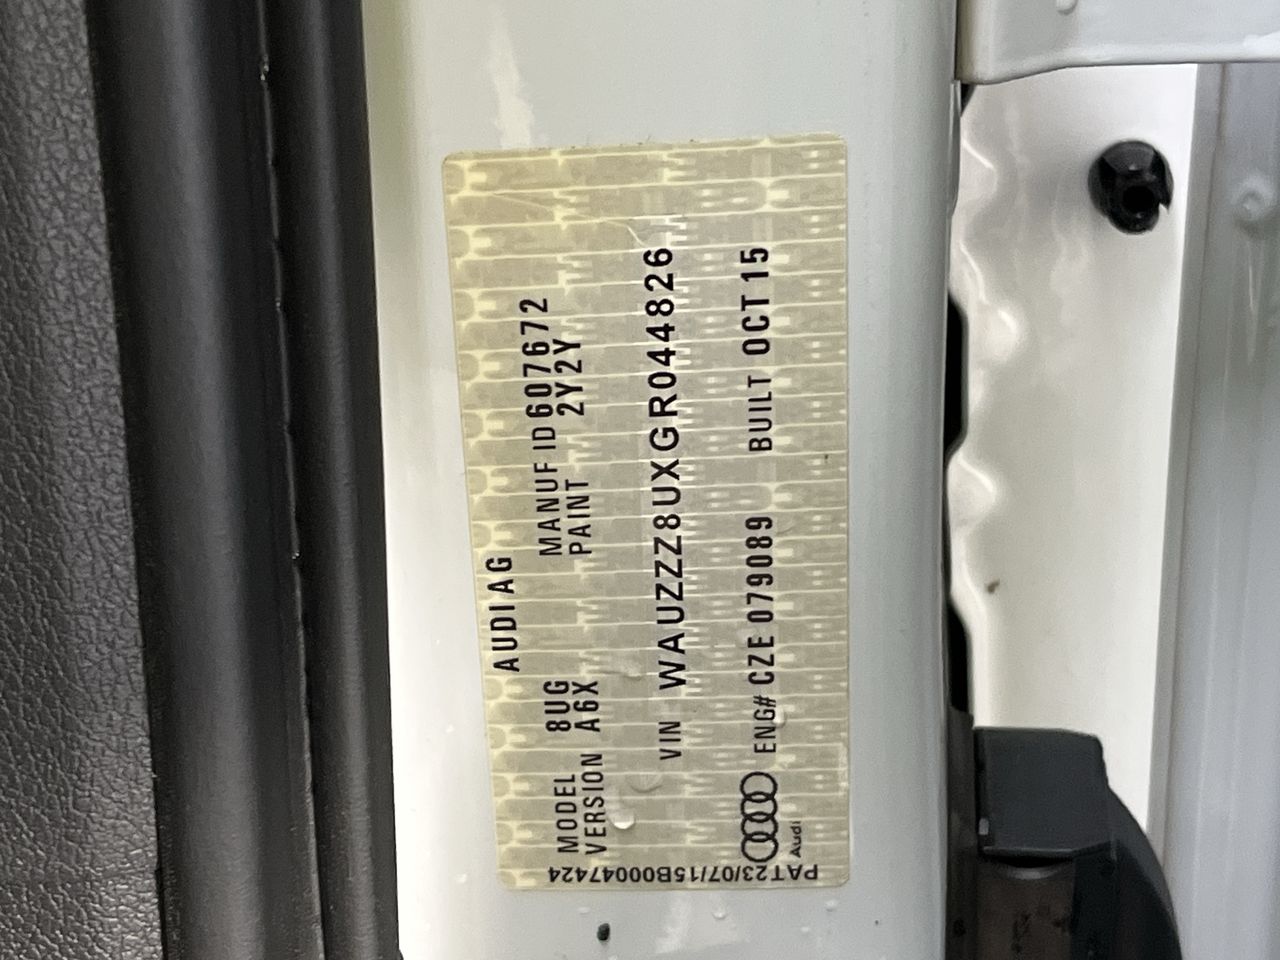 AUDI AG
MODEL 8UG MANUF ID 607672
VERSION A6X PAINT 2Y2Y
VIN WAUZZZ8UXGR044826
ENG# CZE 079089 BUILT OCT 15
Audi
PAT23/07/15B00047424